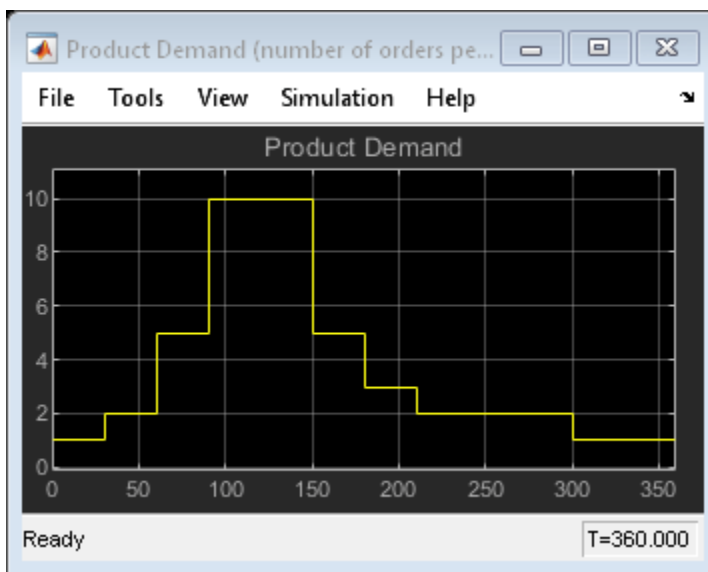 Product Demand (number of orders pe...
File Tools View Simulation Help
Product Demand
10
8
6
4
2
0
0 50 100 150 200 250 300 350
Ready T=360.000